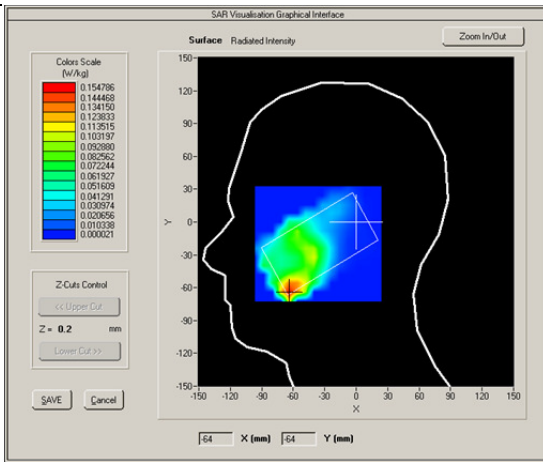 SAR Visualisation Graphical Interface
Surface Radiated Intensity
Zoom In/Out
Colors Scale
(W/kg)
0.154786
0.144468
0.134150
0.123833
0.113515
0.103197
0.092880
0.082562
0.072244
0.061927
0.051609
0.041291
0.030974
0.020656
0.010338
0.000021
150
120
90
60
30
0
-30
-60
-90
-120
-150
Y
-150 -120 -90 -60 -30 0 30 60 90 120 150
X
Z-Cuts Control
<< Upper Cut
Z = 0.2 mm
Lower Cut >>
SAVE Cancel
-64 X (mm) -64 Y (mm)